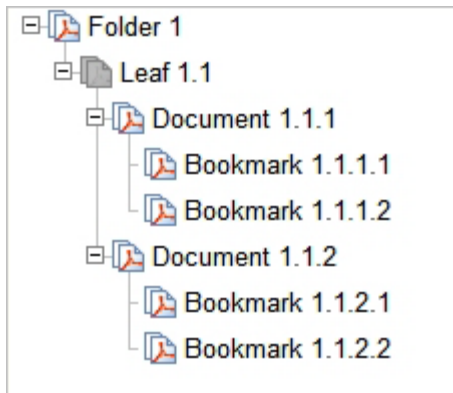 Folder 1
Leaf 1.1
Document 1.1.1
Bookmark 1.1.1.1
Bookmark 1.1.1.2
Document 1.1.2
Bookmark 1.1.2.1
Bookmark 1.1.2.2